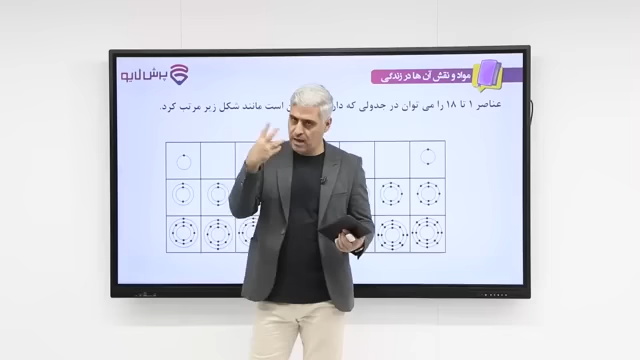 مواد و نقش آن ها در زندگی
پرش لایو
عناصر ۱ تا ۱۸ را می توان در جدولی که است مانند شکل زیر مرتب کرد.